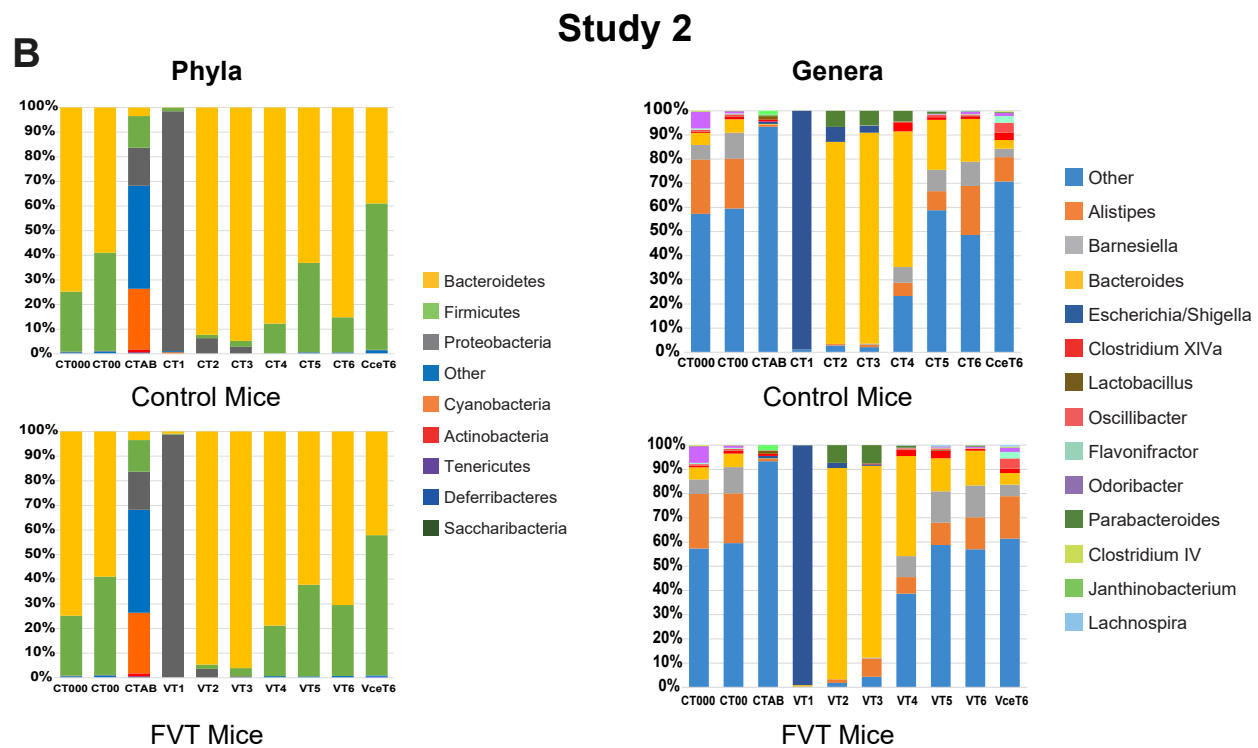 Study 2
B
Phyla
Genera
100%
90%
80%
70%
60%
50%
40%
30%
20%
10%
0%
CT000 CT00 CTAB CT1 CT2 CT3 CT4 CT5 CT6 CceT6
Control Mice
100%
90%
80%
70%
60%
50%
40%
30%
20%
10%
0%
CT000 CT00 CTAB VT1 VT2 VT3 VT4 VT5 VT6 VceT6
FVT Mice
Bacteroidetes
Firmicutes
Proteobacteria
Other
Cyanobacteria
Actinobacteria
Tenericutes
Deferribacteres
Saccharibacteria
100%
90%
80%
70%
60%
50%
40%
30%
20%
10%
0%
CT000 CT00 CTAB CT1 CT2 CT3 CT4 CT5 CT6 CceT6
Control Mice
100%
90%
80%
70%
60%
50%
40%
30%
20%
10%
0%
CT000 CT00 CTAB VT1 VT2 VT3 VT4 VT5 VT6 VceT6
FVT Mice
Other
Alistipes
Barnesiella
Bacteroides
Escherichia/Shigella
Clostridium XIVa
Lactobacillus
Oscillibacter
Flavonifractor
Odoribacter
Parabacteroides
Clostridium IV
Janthinobacterium
Lachnospira